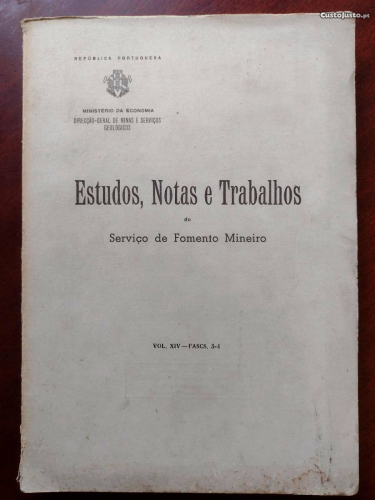 CustoJusto.pt
REPÚBLICA PORTUGUESA
MINISTÉRIO DA ECONOMIA
DIRECÇÃO-GERAL DE MINAS E SERVIÇOS
GEOLÓGICOS
Estudos, Notas e Trabalhos
do
Serviço de Fomento Mineiro
VOL. XIV — FASCS. 3-4